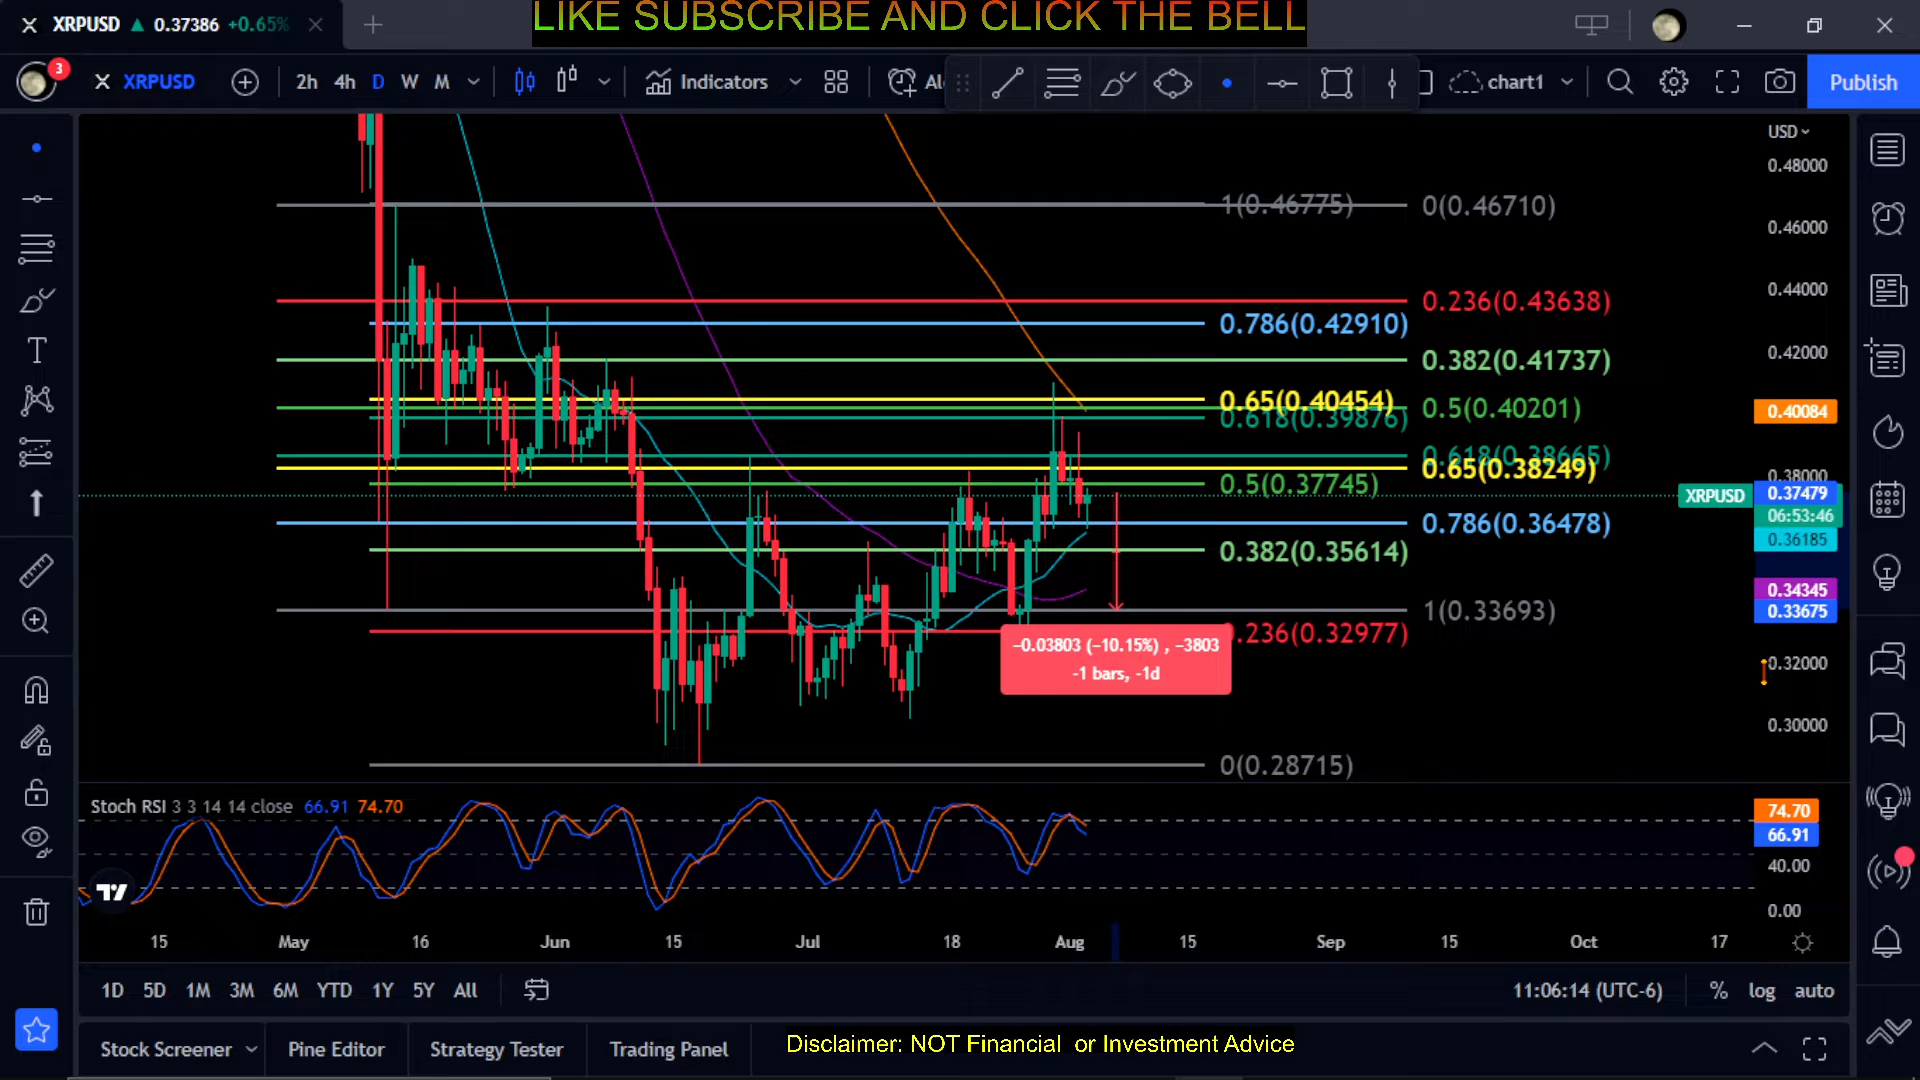 LIKE SUBSCRIBE AND CLICK THE BELL
XRPUSD ▲ 0.37386 +0.65%
3
XRPUSD 2h 4h D W M Indicators Al chart1 Publish
USD
0.48000
1(0.46775) 0(0.46710)
0.46000
0.44000
0.236(0.43638)
0.786(0.42910)
0.42000
0.382(0.41737)
0.65(0.40454) 0.5(0.40201) 0.40084
0.618(0.39876)
0.618(0.38665)
0.65(0.38249)
0.38000
0.5(0.37745)
XRPUSD 0.37479
06:53:46
0.786(0.36478)
0.36185
0.382(0.35614)
0.34345
1(0.33693) 0.33675
0.236(0.32977)
−0.03803 (−10.15%) , −3803
-1 bars, -1d
0.32000
0.30000
0(0.28715)
Stoch RSI 3 3 14 14 close 66.91 74.70
74.70
66.91
40.00
0.00
15 May 16 Jun 15 Jul 18 Aug 15 Sep 15 Oct 17
1D 5D 1M 3M 6M YTD 1Y 5Y All 11:06:14 (UTC-6) % log auto
Stock Screener Pine Editor Strategy Tester Trading Panel Disclaimer: NOT Financial or Investment Advice